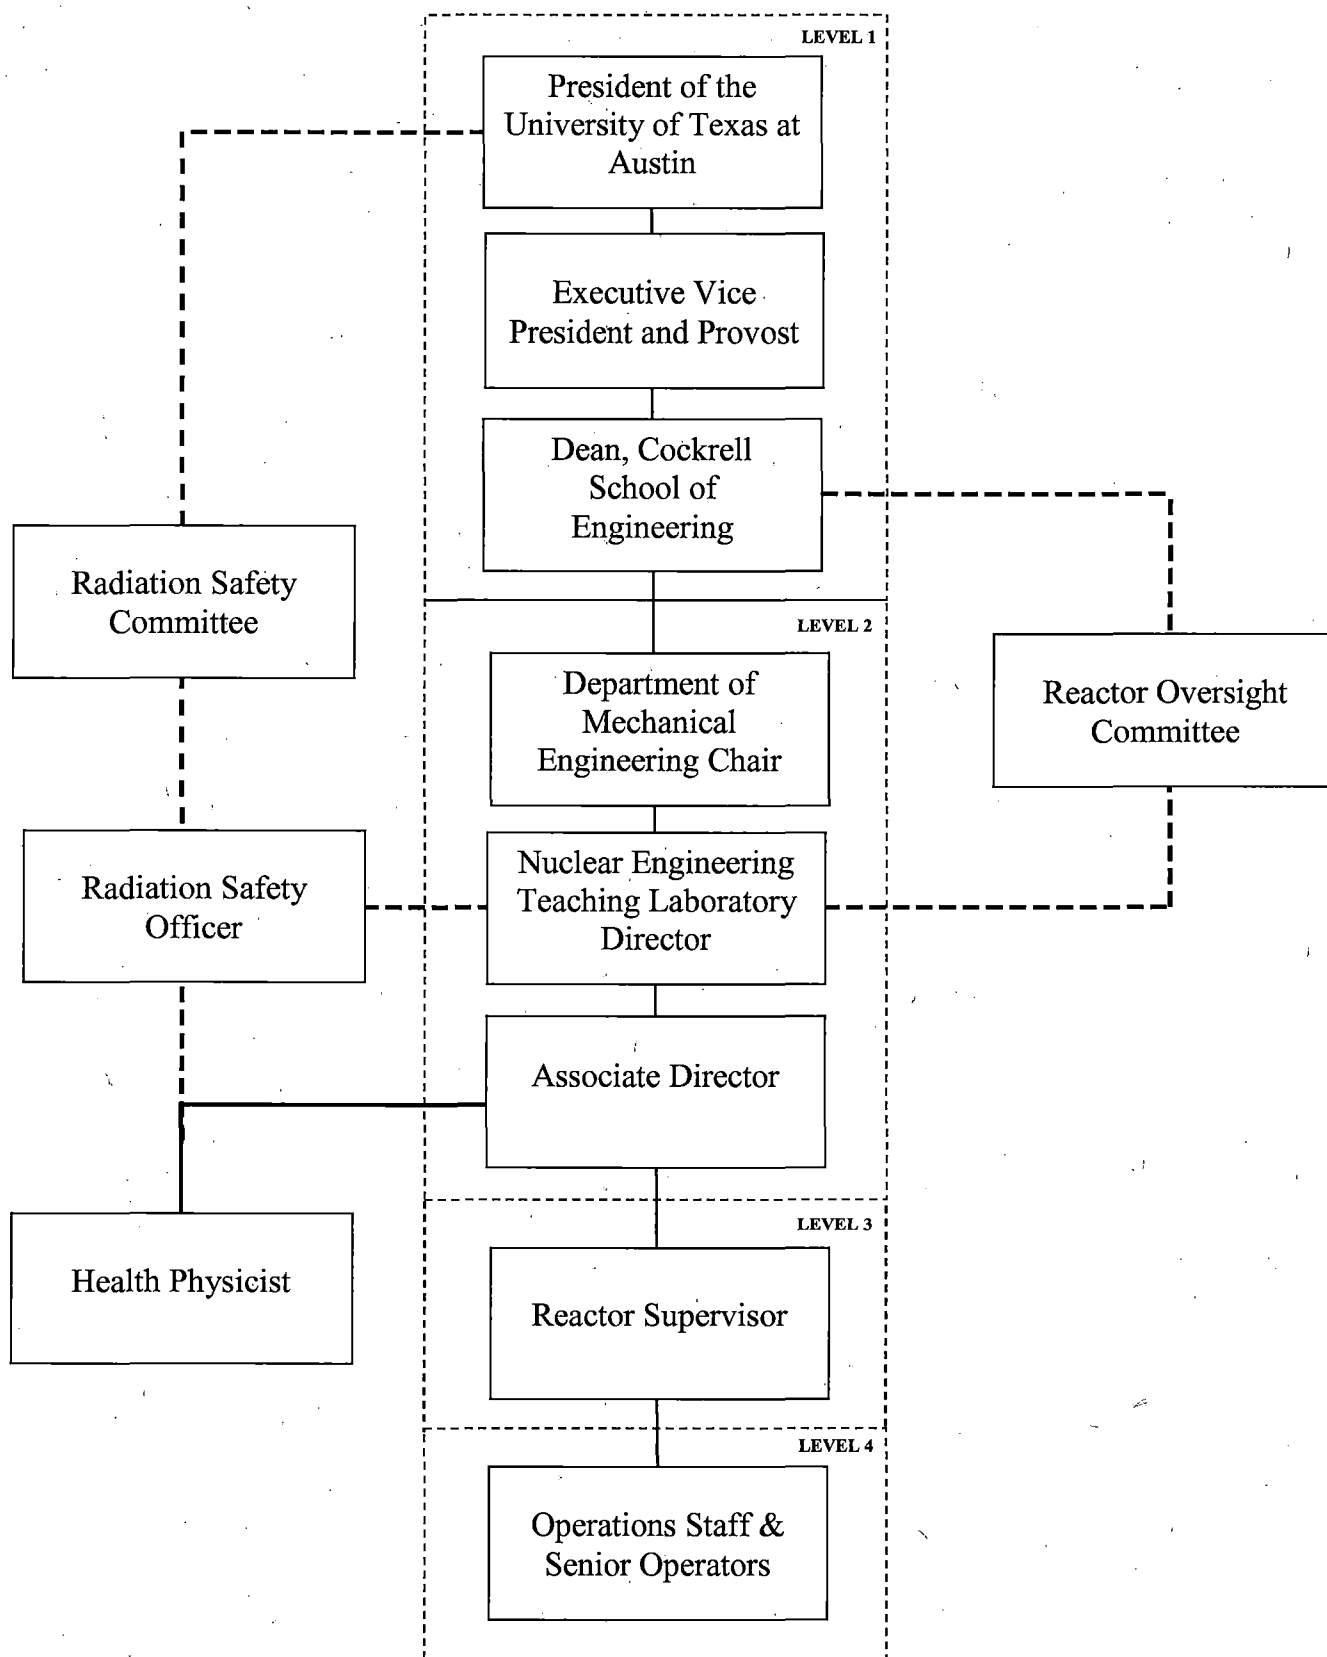 LEVEL 1
President of the
University of Texas at
Austin
Executive Vice
President and Provost
Dean, Cockrell
School of
Engineering
Radiation Safety
Committee
LEVEL 2
Department of
Mechanical
Engineering Chair
Reactor Oversight
Committee
Radiation Safety
Officer
Nuclear Engineering
Teaching Laboratory
Director
Associate Director
LEVEL 3
Health Physicist
Reactor Supervisor
LEVEL 4
Operations Staff &
Senior Operators